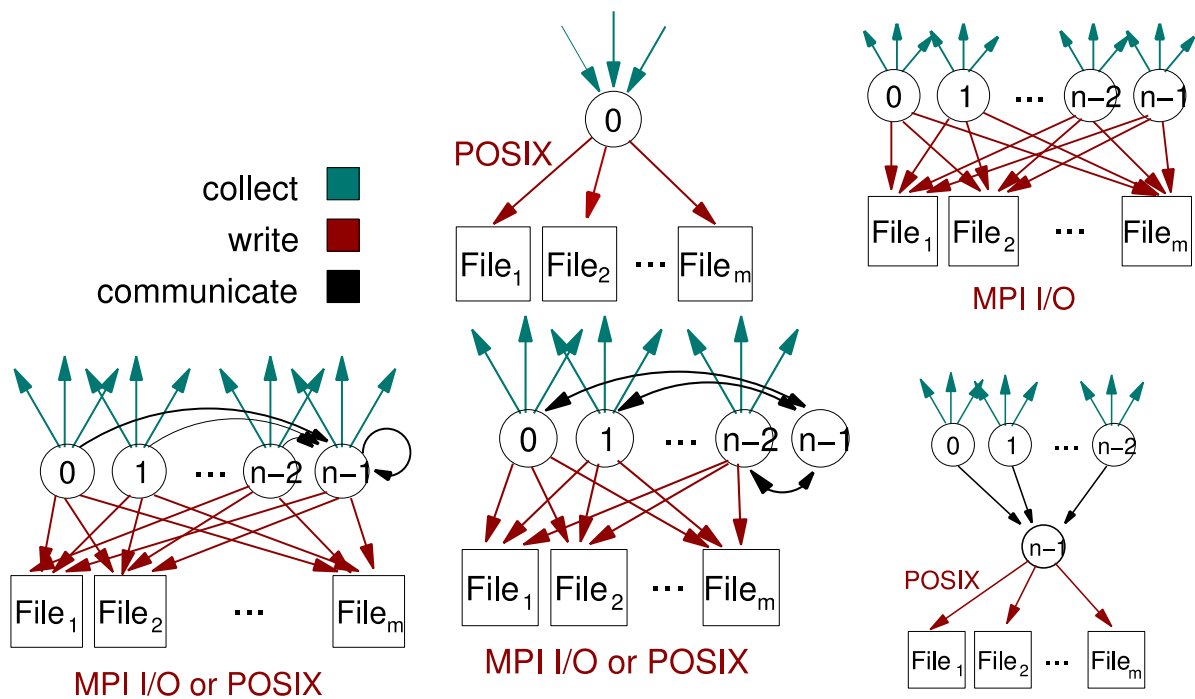 collect
write
communicate
0
POSIX
File1 File2 ... Filem
0 1 ... n-2 n-1
File1 File2 ... Filem
MPI I/O
0 1 ... n-2 n-1
File1 File2 ... Filem
MPI I/O or POSIX
0 1 ... n-2 n-1
File1 File2 ... Filem
MPI I/O or POSIX
0 1 ... n-2
n-1
POSIX
File1 File2 ... Filem